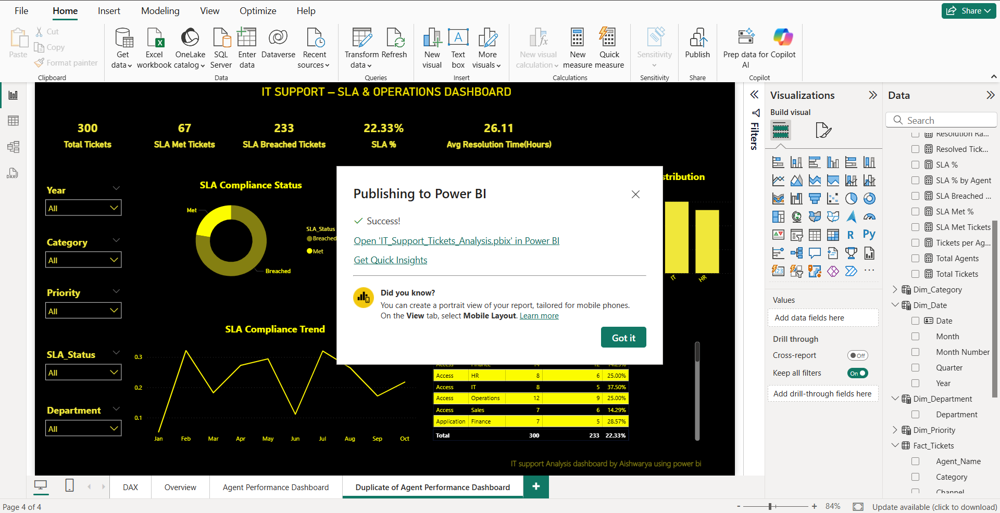 File Home Insert Modeling View Optimize Help
Share
Paste
Cut
Copy
Format painter
Clipboard
Get data
Excel workbook
OneLake catalog
SQL Server
Enter data
Dataverse
Recent sources
Data
Transform data
Refresh
Queries
New visual
Text box
More visuals
Insert
New visual calculation
New measure
Quick measure
Calculations
Sensitivity
Sensitivity
Publish
Share
Prep data for AI
Copilot
Copilot
IT SUPPORT – SLA & OPERATIONS DASHBOARD
300
Total Tickets
67
SLA Met Tickets
233
SLA Breached Tickets
22.33%
SLA %
26.11
Avg Resolution Time(Hours)
Year
All
Category
All
Priority
All
SLA_Status
All
Department
All
SLA Compliance Status
Met
Breached
SLA_Status
Breached
Met
stribution
IT
HR
Publishing to Power BI
Success!
Open 'IT_Support_Tickets_Analysis.pbix' in Power BI
Get Quick Insights
Did you know?
You can create a portrait view of your report, tailored for mobile phones.
On the View tab, select Mobile Layout. Learn more
Got it
SLA Compliance Trend
0.3
0.2
0.1
Jan Feb Mar Apr May Jun Jul Aug Sep Oct
Access Finance 14 12 14.29%
Access HR 8 6 25.00%
Access IT 8 5 37.50%
Access Operations 12 9 25.00%
Access Sales 7 6 14.29%
Application Finance 7 5 28.57%
Total 300 233 22.33%
IT support Analysis dashboard by Aishwarya using power bi
Filters
Visualizations
Build visual
R
Py
123
Values
Add data fields here
Drill through
Cross-report
Off
Keep all filters
On
Add drill-through fields here
Data
Search
Resolution Ra...
Resolved Tick...
SLA %
SLA % by Agent
SLA Breached ...
SLA Met %
SLA Met Tickets
Tickets per Ag...
Total Agents
Total Tickets
Dim_Category
Dim_Date
Date
Month
Month Number
Quarter
Year
Dim_Department
Department
Dim_Priority
Fact_Tickets
Agent_Name
Category
Channel
DAX
DAX
Overview
Agent Performance Dashboard
Duplicate of Agent Performance Dashboard
Page 4 of 4
- + 84%
Update available (click to download)